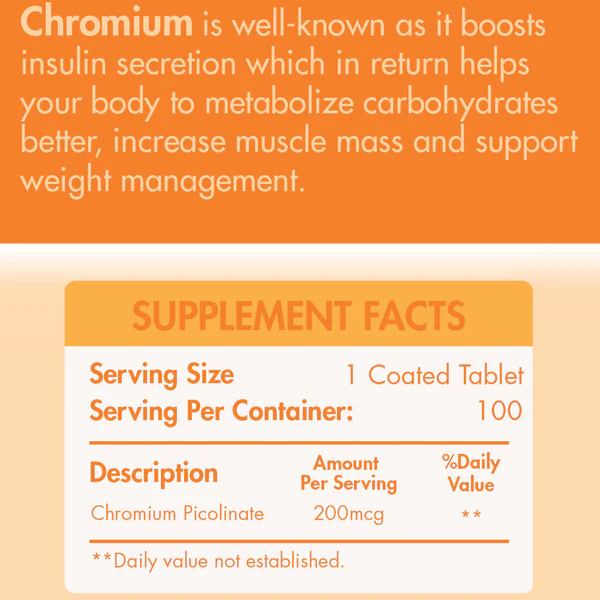 Chromium is well-known as it boosts
insulin secretion which in return helps
your body to metabolize carbohydrates
better, increase muscle mass and support
weight management.
SUPPLEMENT FACTS
Serving Size 1 Coated Tablet
Serving Per Container: 100
Description Amount Per Serving %Daily Value
Chromium Picolinate 200mcg **
**Daily value not established.